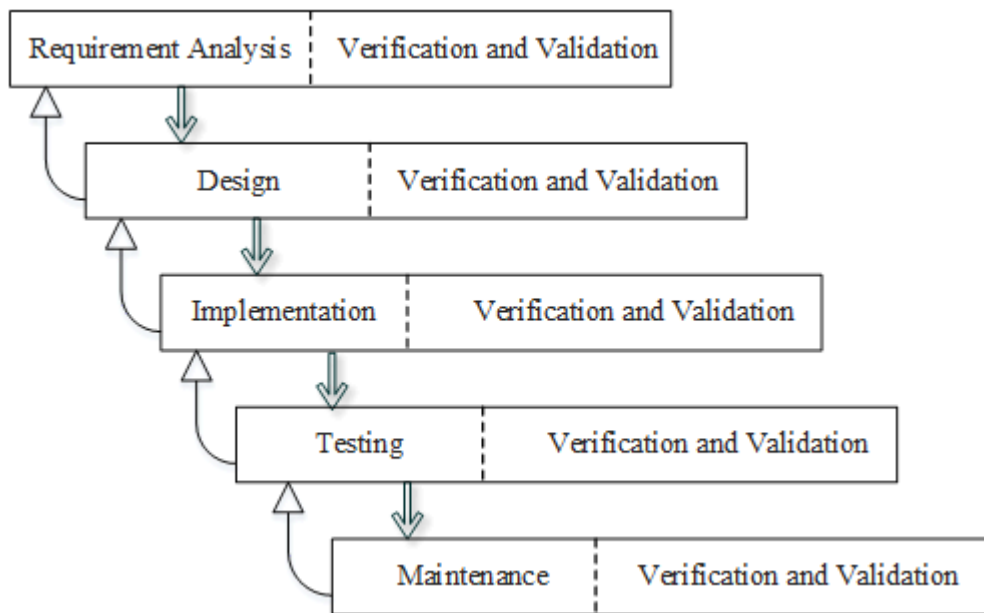 Requirement Analysis Verification and Validation
Design Verification and Validation
Implementation Verification and Validation
Testing Verification and Validation
Maintenance Verification and Validation